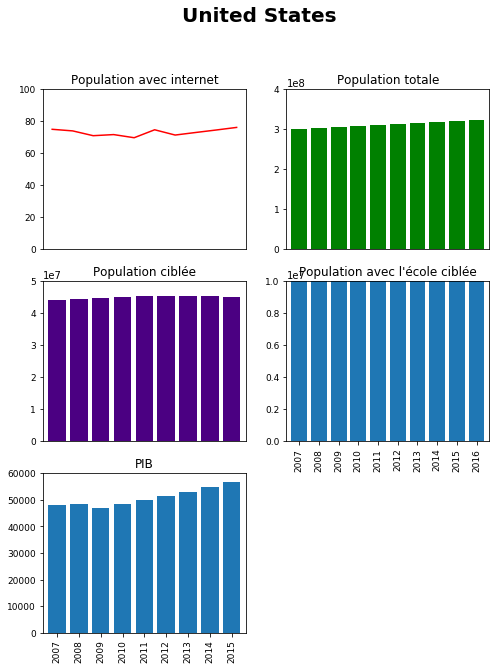 United States
Population avec internet
100
80
60
40
20
0
Population totale
1e8
4
3
2
1
0
Population ciblée
1e7
5
4
3
2
1
0
Population avec l'école ciblée
1e7
1.0
0.8
0.6
0.4
0.2
0.0
2007 2008 2009 2010 2011 2012 2013 2014 2015 2016
PIB
60000
50000
40000
30000
20000
10000
0
2007 2008 2009 2010 2011 2012 2013 2014 2015